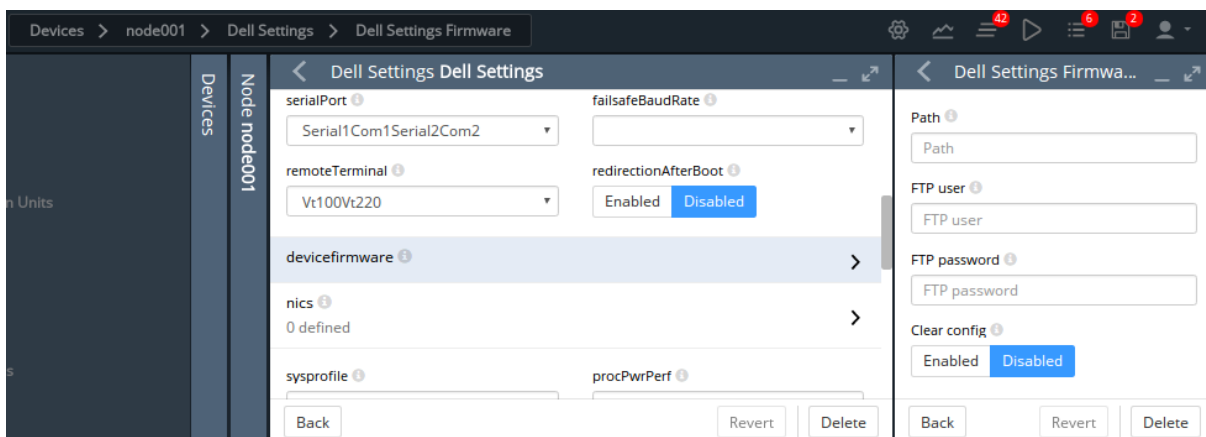 Devices > node001 > Dell Settings > Dell Settings Firmware
42
6
2
n Units
s
Devices
Node node001
Dell Settings Dell Settings
serialPort
failsafeBaudRate
Serial1Com1Serial2Com2
remoteTerminal
redirectionAfterBoot
Vt100Vt220
Enabled Disabled
devicefirmware
nics
0 defined
sysprofile
procPwrPerf
Back
Revert
Delete
Dell Settings Firmwa...
Path
Path
FTP user
FTP user
FTP password
FTP password
Clear config
Enabled Disabled
Back
Revert
Delete